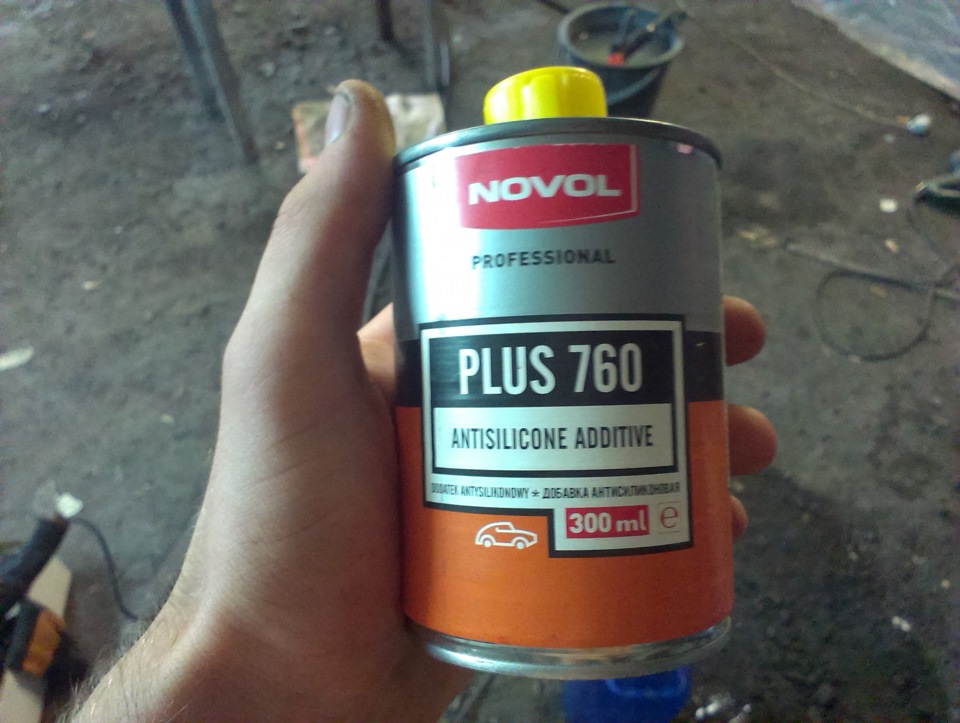 NOVOL
PROFESSIONAL
PLUS 760
ANTISILICONE ADDITIVE
DODATEK ANTYSILIKONOWY * ДОБАВКА АНТИСИЛИКОНОВАЯ
300 ml e